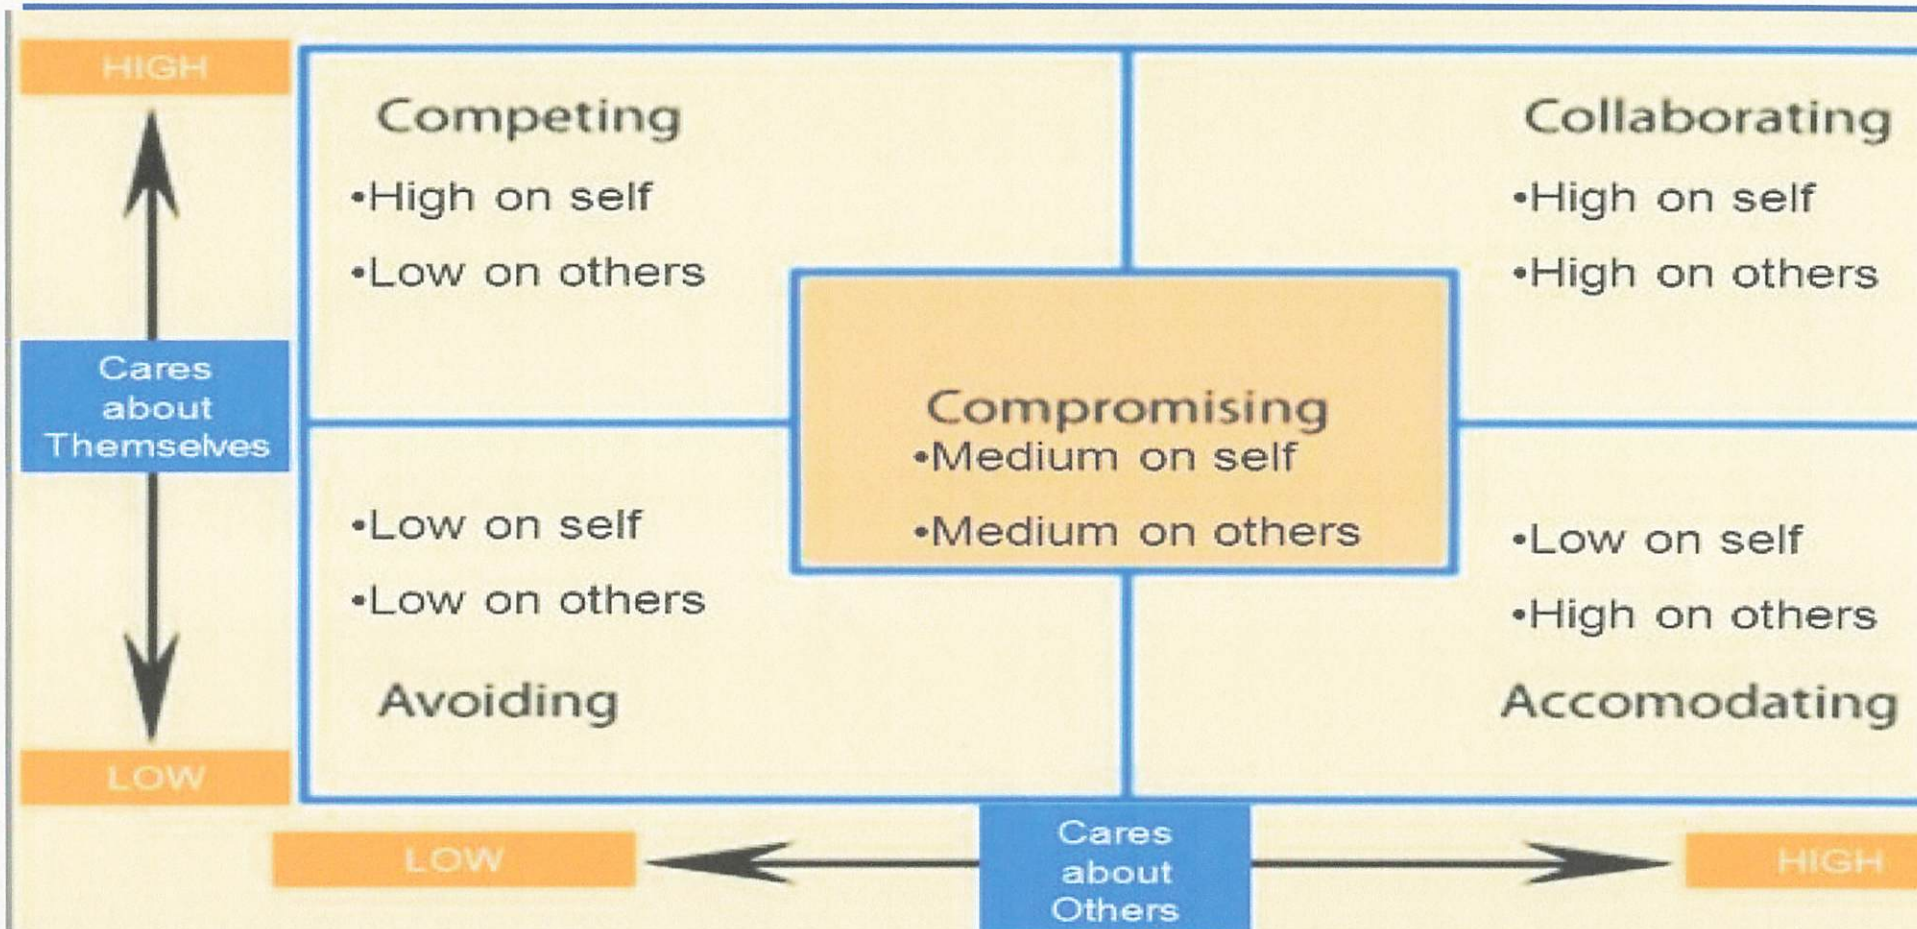 HIGH
Competing
•High on self
•Low on others
Collaborating
•High on self
•High on others
Cares
about
Themselves
Compromising
•Medium on self
•Medium on others
•Low on self
•Low on others
Avoiding
•Low on self
•High on others
Accomodating
LOW
LOW
Cares
about
Others
HIGH